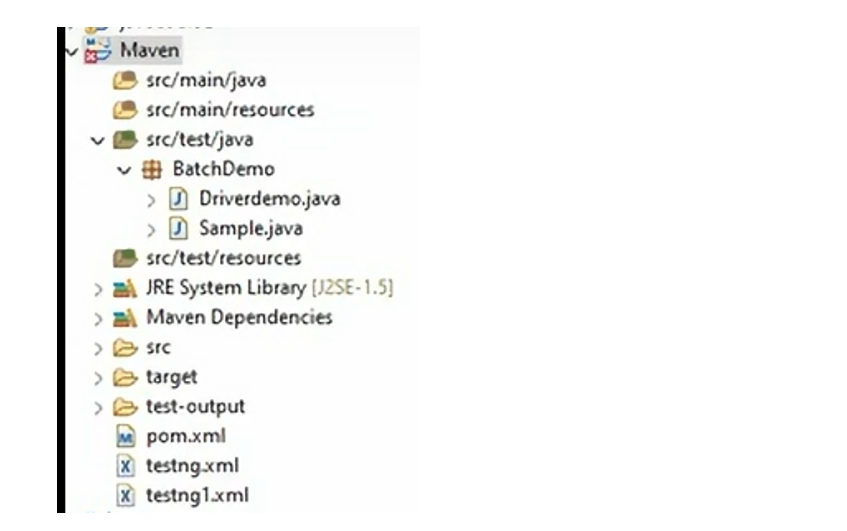 Maven
src/main/java
src/main/resources
src/test/java
BatchDemo
Driverdemo.java
Sample.java
src/test/resources
JRE System Library [J2SE-1.5]
Maven Dependencies
src
target
test-output
pom.xml
testng.xml
testng1.xml